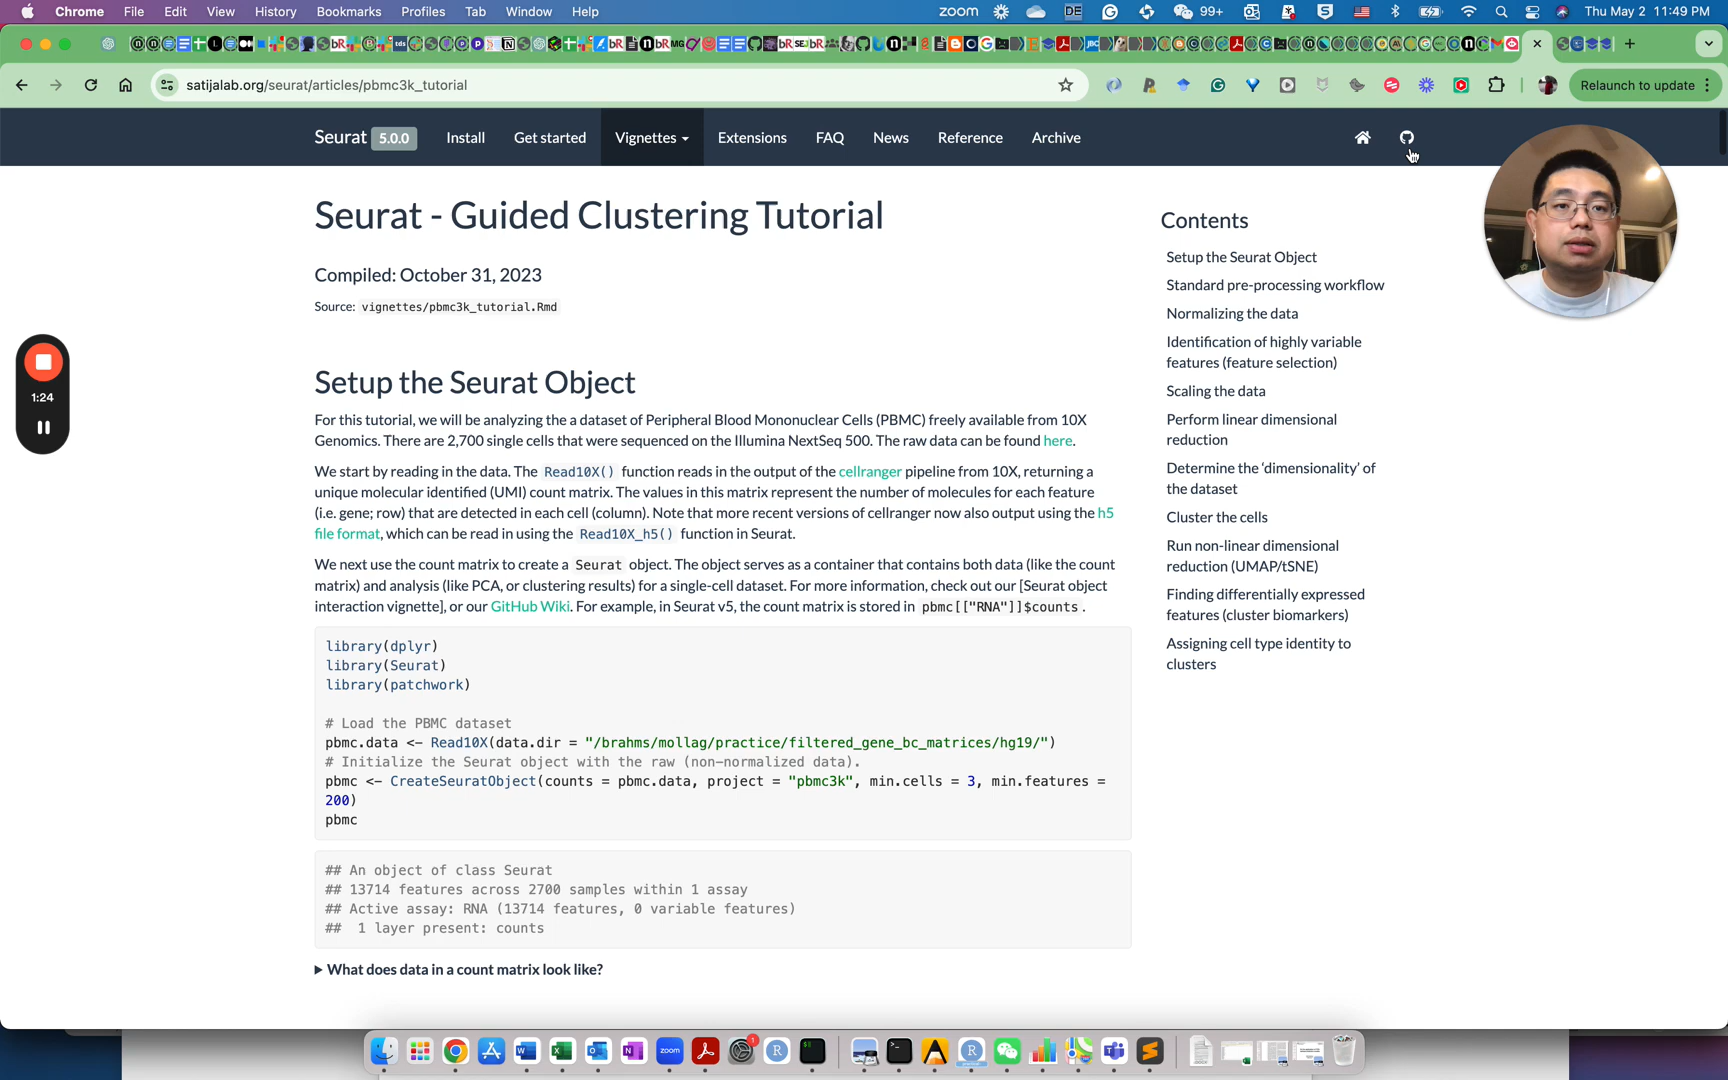 Chrome File Edit View History Bookmarks Profiles Tab Window Help zoom DE 99+ Thu May 2 11:49 PM
satijalab.org/seurat/articles/pbmc3k_tutorial
Relaunch to update
Seurat 5.0.0 Install Get started Vignettes Extensions FAQ News Reference Archive
Seurat - Guided Clustering Tutorial
Compiled: October 31, 2023
Source: vignettes/pbmc3k_tutorial.Rmd
Setup the Seurat Object
For this tutorial, we will be analyzing the a dataset of Peripheral Blood Mononuclear Cells (PBMC) freely available from 10X
Genomics. There are 2,700 single cells that were sequenced on the Illumina NextSeq 500. The raw data can be found here.
We start by reading in the data. The Read10X() function reads in the output of the cellranger pipeline from 10X, returning a
unique molecular identified (UMI) count matrix. The values in this matrix represent the number of molecules for each feature
(i.e. gene; row) that are detected in each cell (column). Note that more recent versions of cellranger now also output using the h5
file format, which can be read in using the Read10X_h5() function in Seurat.
We next use the count matrix to create a Seurat object. The object serves as a container that contains both data (like the count
matrix) and analysis (like PCA, or clustering results) for a single-cell dataset. For more information, check out our [Seurat object
interaction vignette], or our GitHub Wiki. For example, in Seurat v5, the count matrix is stored in pbmc[["RNA"]]$counts .
library(dplyr)
library(Seurat)
library(patchwork)
# Load the PBMC dataset
pbmc.data <- Read10X(data.dir = "/brahms/mollag/practice/filtered_gene_bc_matrices/hg19/")
# Initialize the Seurat object with the raw (non-normalized data).
pbmc <- CreateSeuratObject(counts = pbmc.data, project = "pbmc3k", min.cells = 3, min.features =
200)
pbmc
## An object of class Seurat
## 13714 features across 2700 samples within 1 assay
## Active assay: RNA (13714 features, 0 variable features)
##  1 layer present: counts
What does data in a count matrix look like?
Contents
Setup the Seurat Object
Standard pre-processing workflow
Normalizing the data
Identification of highly variable
features (feature selection)
Scaling the data
Perform linear dimensional
reduction
Determine the ‘dimensionality’ of
the dataset
Cluster the cells
Run non-linear dimensional
reduction (UMAP/tSNE)
Finding differentially expressed
features (cluster biomarkers)
Assigning cell type identity to
clusters
1:24
zoom
1